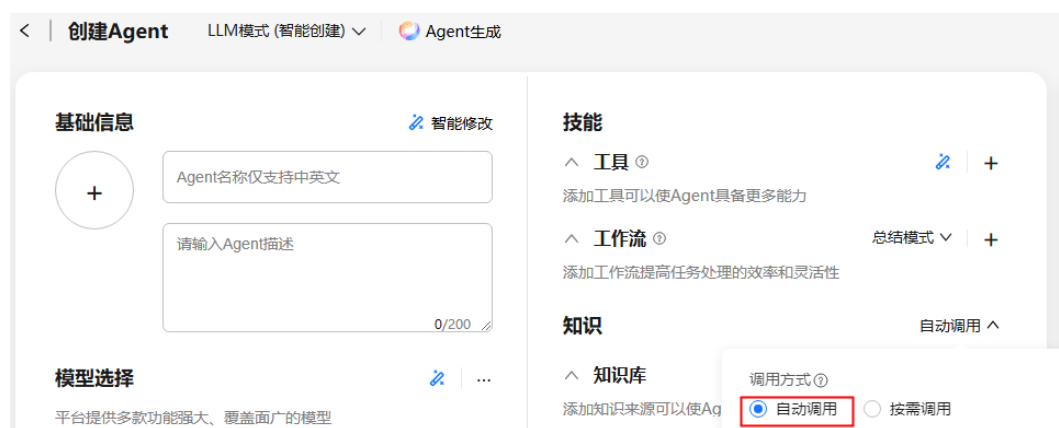 创建Agent LLM模式 (智能创建) Agent生成
基础信息 智能修改
Agent名称仅支持中英文
请输入Agent描述
0/200
模型选择 ...
平台提供多款功能强大、覆盖面广的模型
技能
工具
添加工具可以使Agent具备更多能力
工作流 总结模式
添加工作流提高任务处理的效率和灵活性
知识 自动调用
知识库
添加知识来源可以使Ag
调用方式
自动调用 按需调用